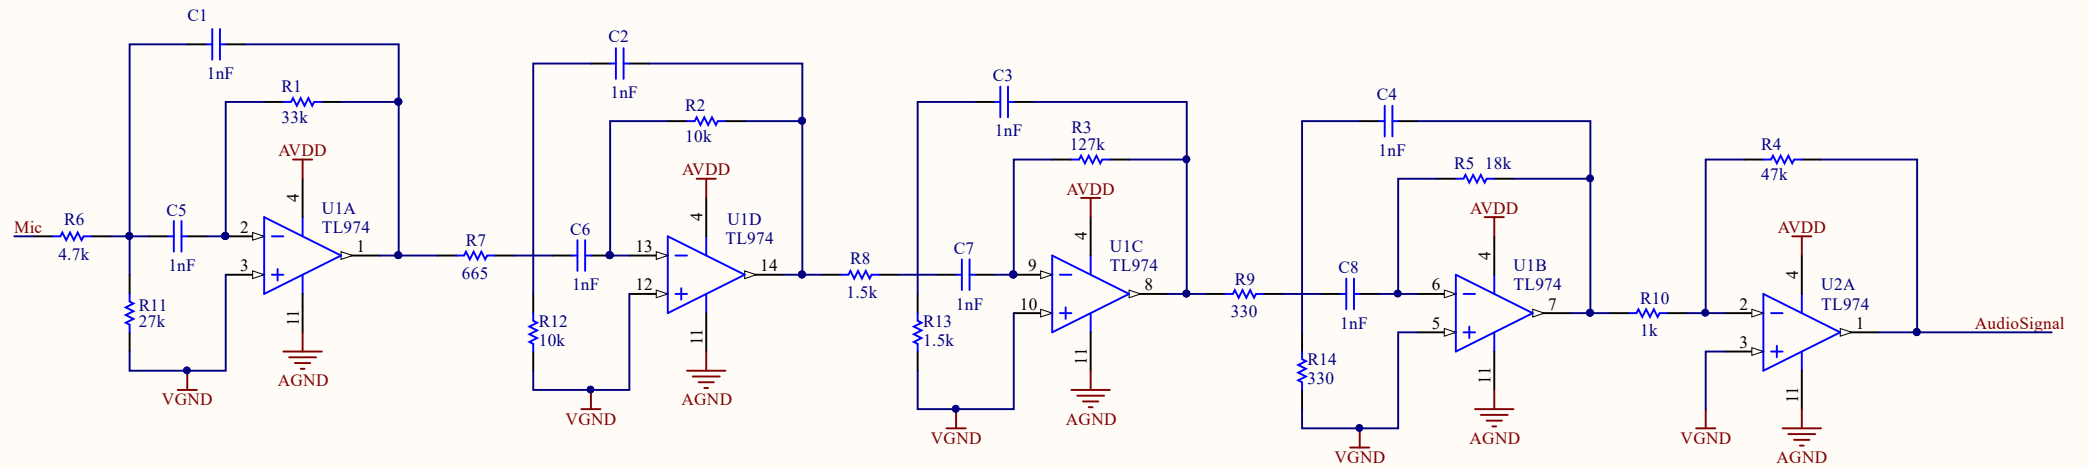 C1
1nF
R1
33k
AVDD
4
U1A
TL974
Mic
R6
4.7k
C5
1nF
2
3
1
11
R11
27k
VGND
AGND
C2
1nF
R2
10k
AVDD
4
U1D
TL974
R7
665
C6
1nF
13
12
14
11
R12
10k
VGND
AGND
C3
1nF
R3
127k
AVDD
4
U1C
TL974
R8
1.5k
C7
1nF
9
10
8
11
R13
1.5k
VGND
AGND
C4
1nF
R5 18k
AVDD
4
U1B
TL974
R9
330
C8
1nF
6
5
7
11
R14
330
VGND
AGND
R4
47k
AVDD
4
U2A
TL974
R10
1k
2
3
1
AudioSignal
11
VGND
AGND